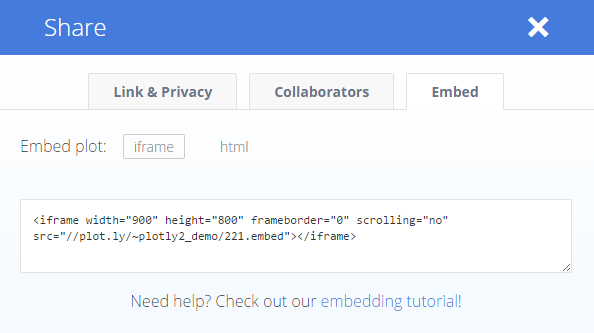 Share
Link & Privacy Collaborators Embed
Embed plot: iframe html
<iframe width="900" height="800" frameborder="0" scrolling="no"
src="//plot.ly/~plotly2_demo/221.embed"></iframe>
Need help? Check out our embedding tutorial!